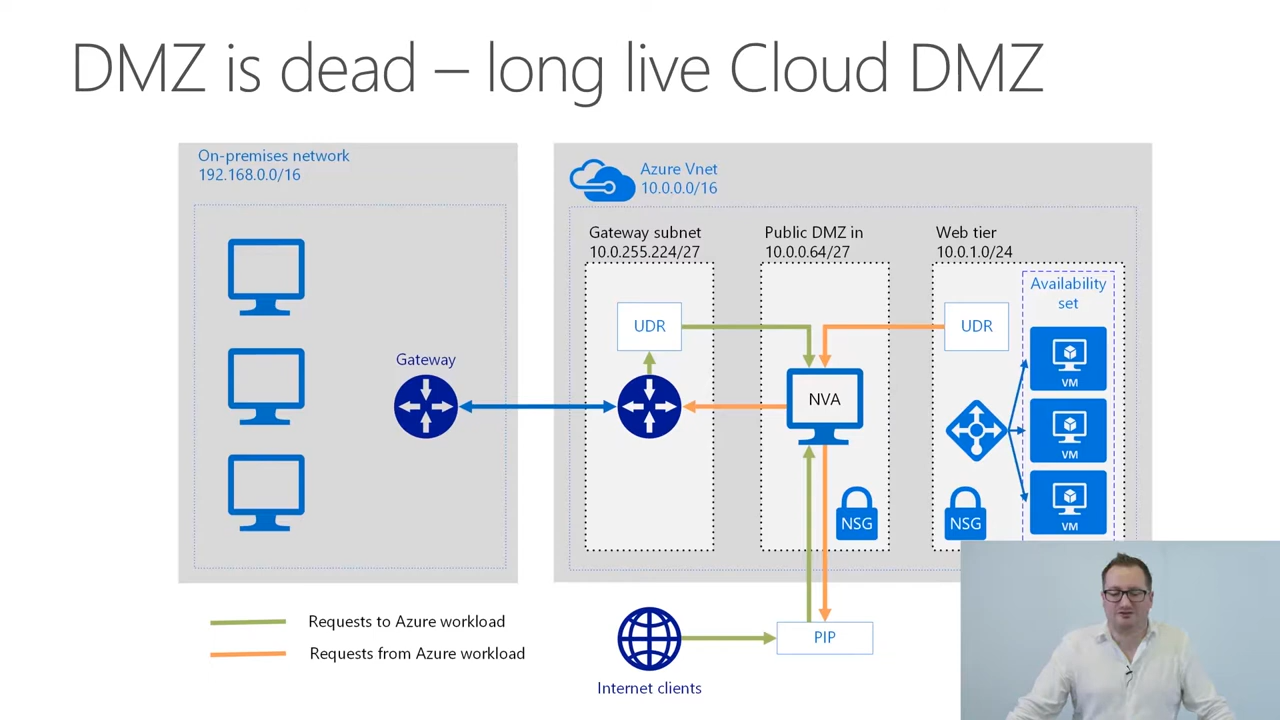 DMZ is dead – long live Cloud DMZ
On-premises network
192.168.0.0/16
Gateway
Azure Vnet
10.0.0.0/16
Gateway subnet
10.0.255.224/27
UDR
Public DMZ in
10.0.0.64/27
NVA
NSG
Web tier
10.0.1.0/24
UDR
NSG
Availability
set
VM
VM
VM
Requests to Azure workload
Requests from Azure workload
Internet clients
PIP